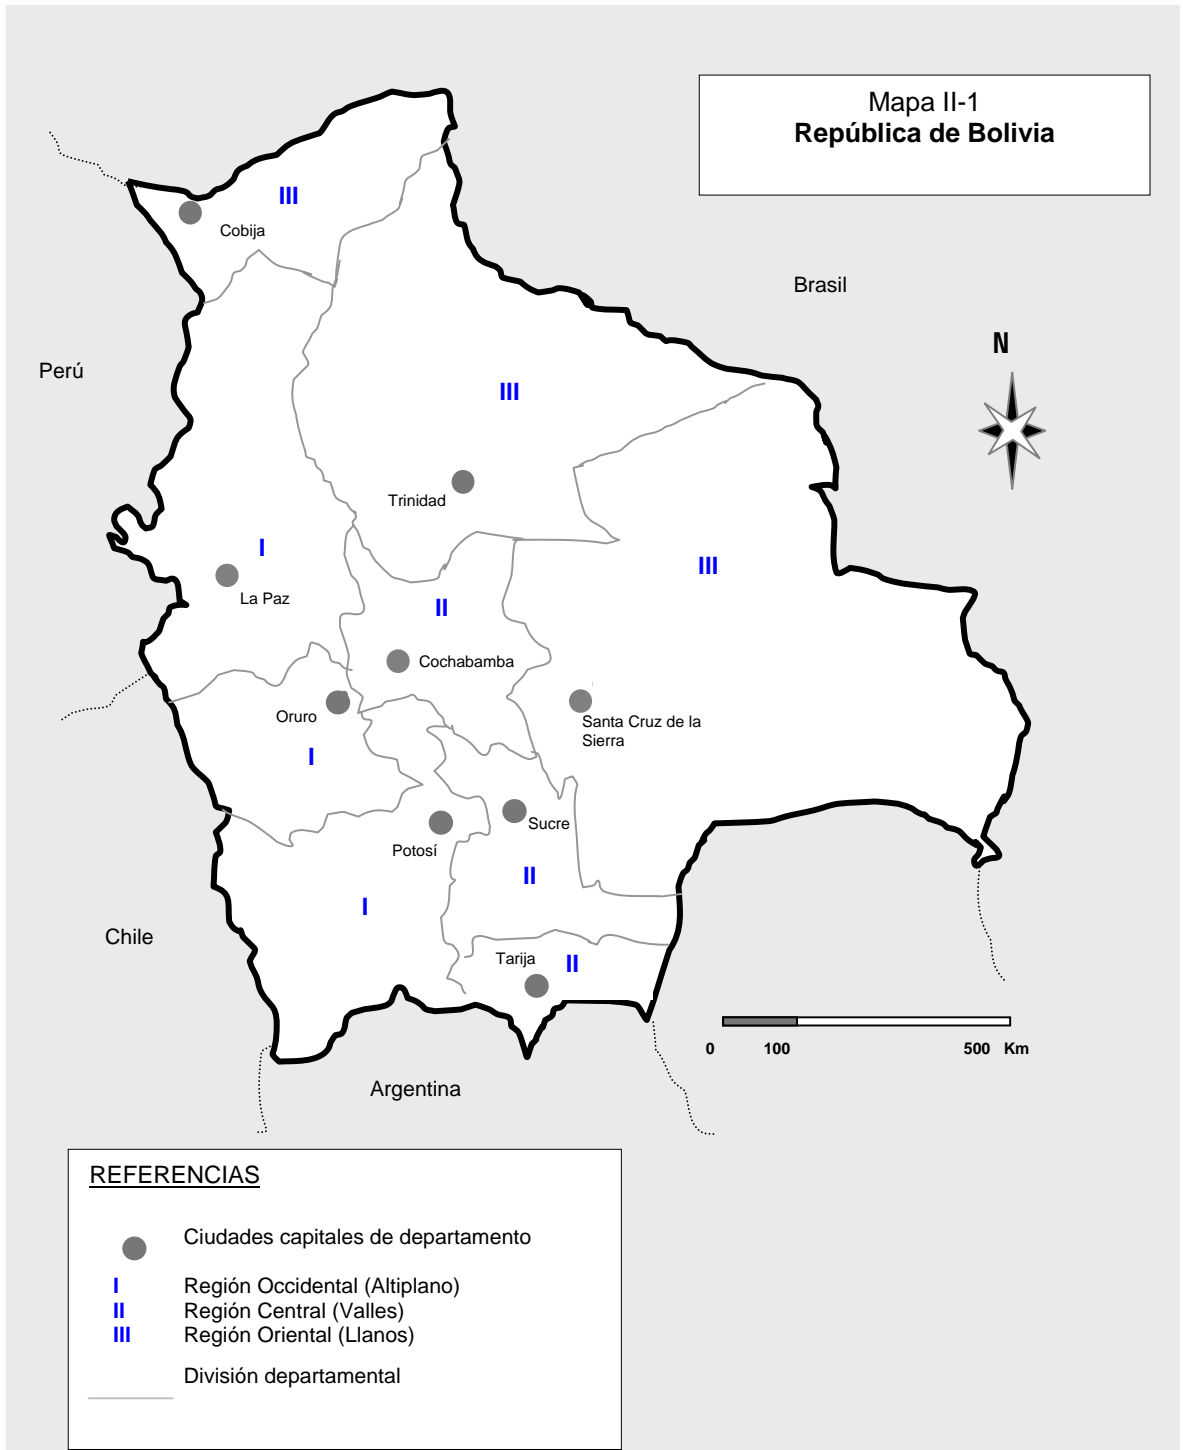 Mapa II-1
República de Bolivia
III
Cobija
Brasil
N
Perú
III
Trinidad
I
III
La Paz
II
Cochabamba
Oruro
Santa Cruz de la
Sierra
I
Sucre
Potosí
II
I
Chile
Tarija
II
0 100 500 Km
Argentina
REFERENCIAS
Ciudades capitales de departamento
I Región Occidental (Altiplano)
II Región Central (Valles)
III Región Oriental (Llanos)
División departamental